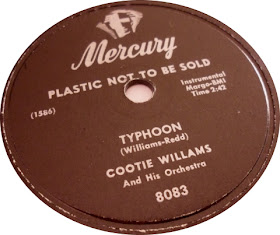 Mercury
PLASTIC NOT TO BE SOLD
Instrumental
Margo-BMI
Time 2:42
(1586)
TYPHOON
(Williams-Redd)
COOTIE WILLAMS
And His Orchestra
8083